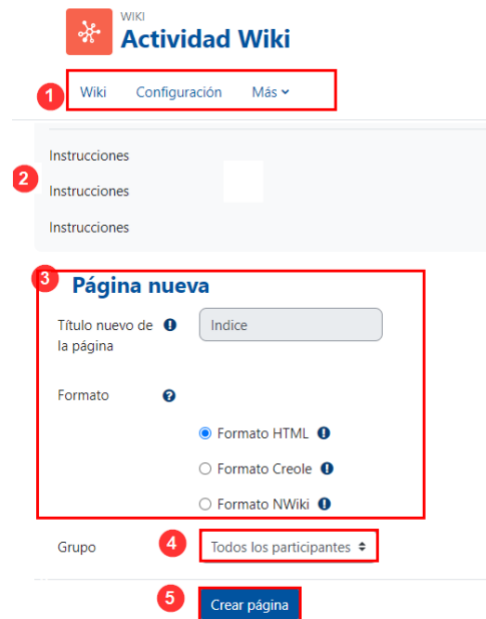 WIKI
Actividad Wiki
1 Wiki Configuración Más
Instrucciones
2 Instrucciones
Instrucciones
3 Página nueva
Título nuevo de la página Indice
Formato
Formato HTML
Formato Creole
Formato NWiki
Grupo 4 Todos los participantes
5 Crear página